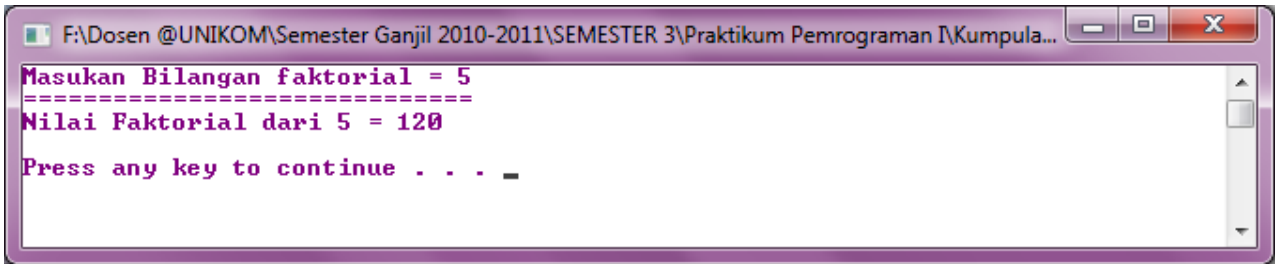 F:\Dosen @UNIKOM\Semester Ganjil 2010-2011\SEMESTER 3\Praktikum Pemrograman I\Kumpula...
Masukan Bilangan faktorial = 5
==============================
Nilai Faktorial dari 5 = 120
Press any key to continue . . . _